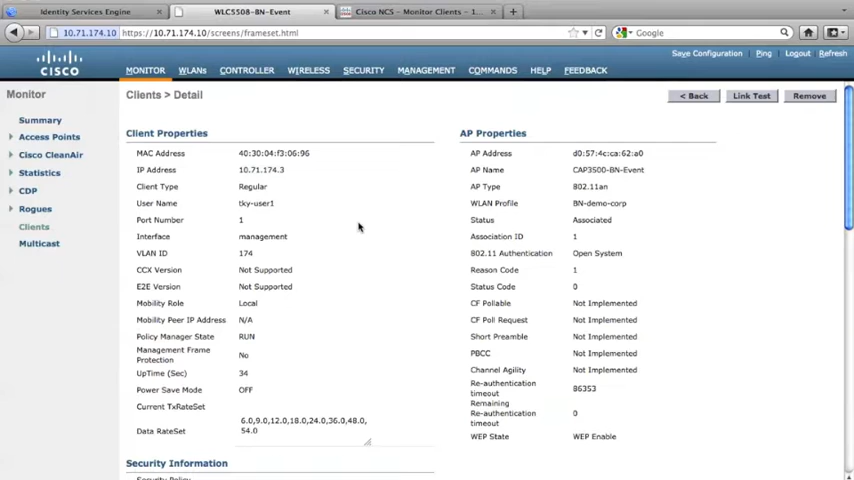 Identity Services Engine
WLC5508-BN-Event
Cisco NCS - Monitor Clients - 1...
10.71.174.10
https://10.71.174.10/screens/frameset.html
Google
Save Configuration
Ping
Logout
Refresh
CISCO
MONITOR
WLANs
CONTROLLER
WIRELESS
SECURITY
MANAGEMENT
COMMANDS
HELP
FEEDBACK
Monitor
Clients > Detail
< Back
Link Test
Remove
Summary
Access Points
Cisco CleanAir
Statistics
CDP
Rogues
Clients
Multicast
Client Properties
MAC Address 40:30:04:f3:06:96
IP Address 10.71.174.3
Client Type Regular
User Name tky-user1
Port Number 1
Interface management
VLAN ID 174
CCX Version Not Supported
E2E Version Not Supported
Mobility Role Local
Mobility Peer IP Address N/A
Policy Manager State RUN
Management Frame
Protection No
UpTime (Sec) 34
Power Save Mode OFF
Current TxRateSet
6.0,9.0,12.0,18.0,24.0,36.0,48.0,
Data RateSet 54.0
Security Information
Security Policy
AP Properties
AP Address d0:57:4c:ca:62:a0
AP Name CAP3500-BN-Event
AP Type 802.11an
WLAN Profile BN-demo-corp
Status Associated
Association ID 1
802.11 Authentication Open System
Reason Code 1
Status Code 0
CF Pollable Not Implemented
CF Poll Request Not Implemented
Short Preamble Not Implemented
PBCC Not Implemented
Channel Agility Not Implemented
Re-authentication
timeout 86353
Remaining
Re-authentication
timeout 0
WEP State WEP Enable